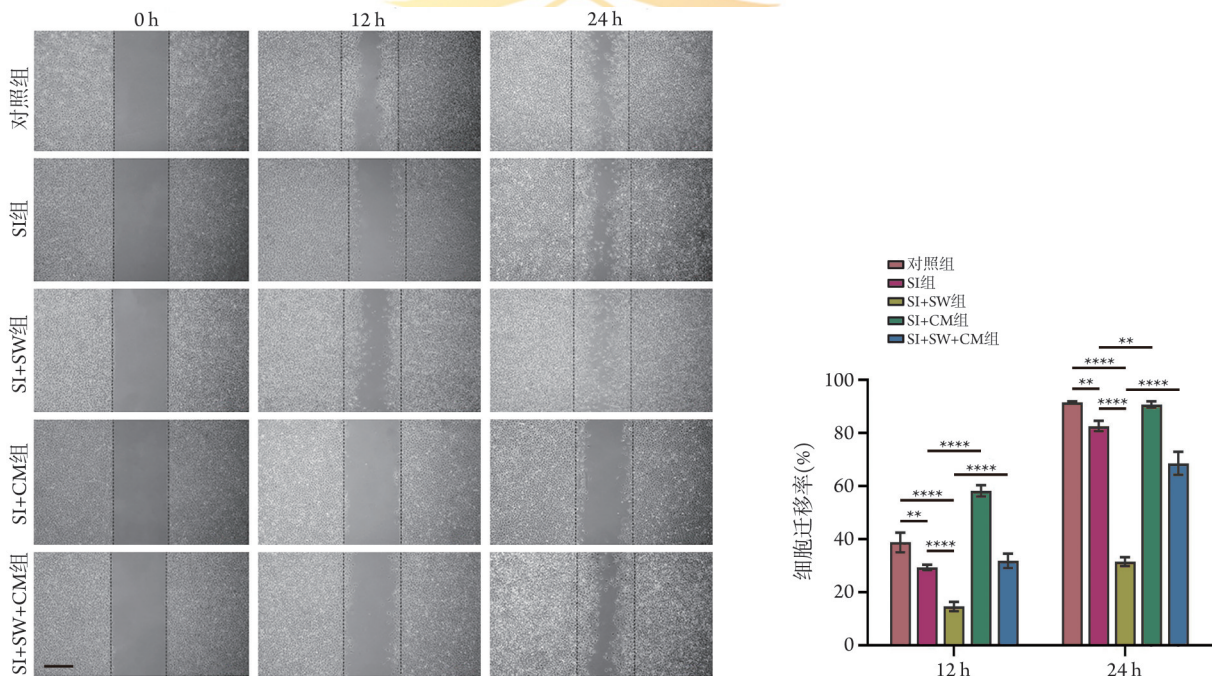 0 h
12 h
24 h
对照组
SI组
SI+SW组
SI+CM组
SI+SW+CM组
对照组
SI组
SI+SW组
SI+CM组
SI+SW+CM组
细胞迁移率(%)
100
80
60
40
20
0
**
****
****
****
****
**
****
**
****
****
12 h
24 h